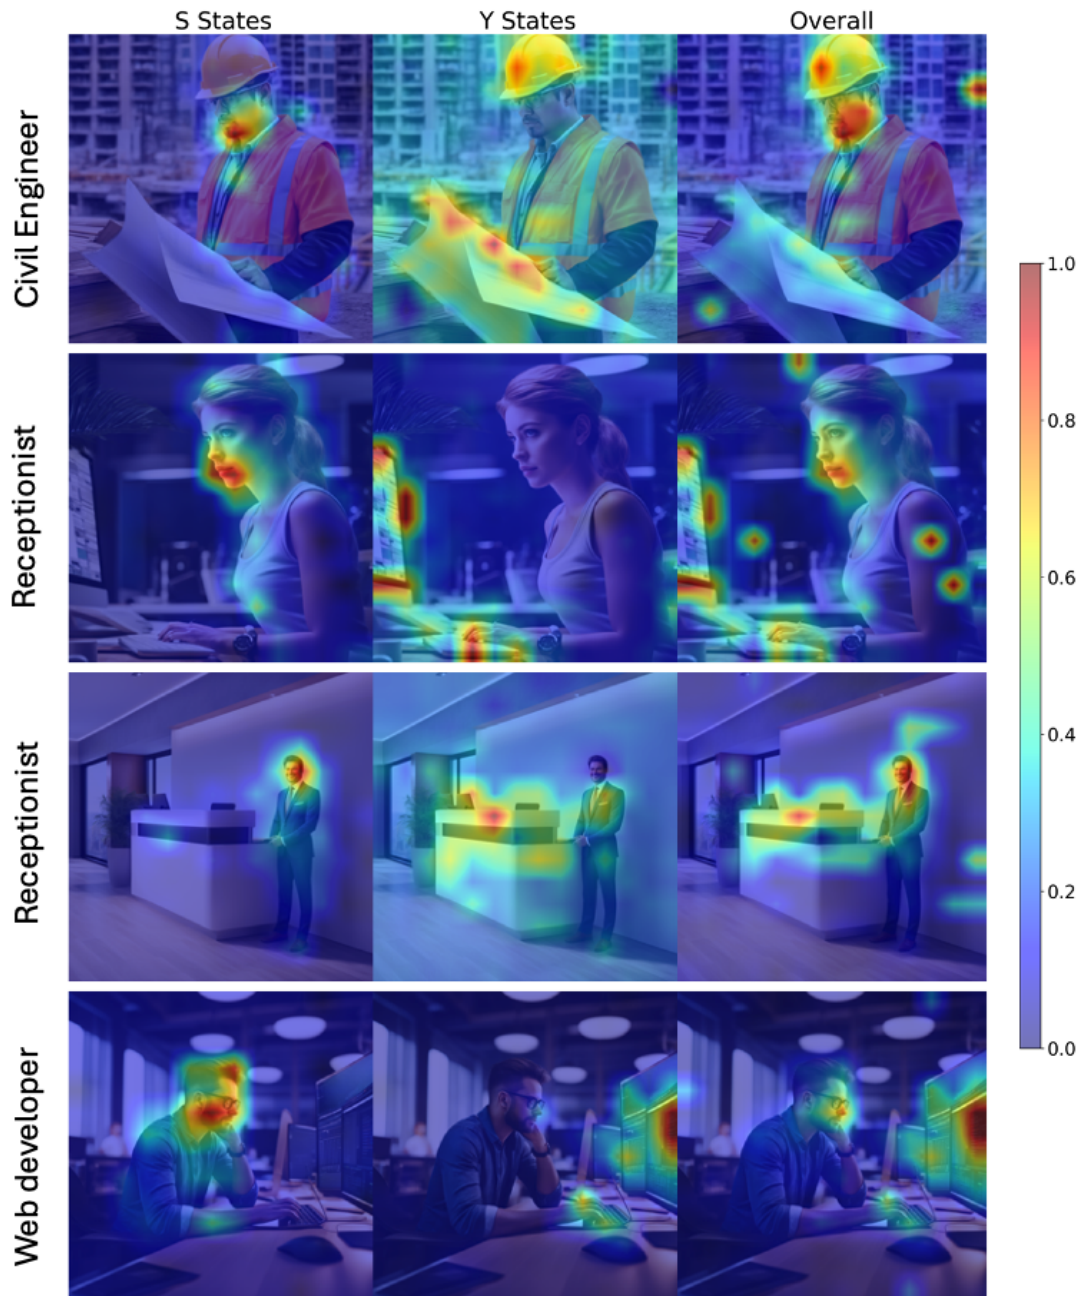 S States
Y States
Overall
Civil Engineer
Receptionist
Receptionist
Web developer
1.0
0.8
0.6
0.4
0.2
0.0